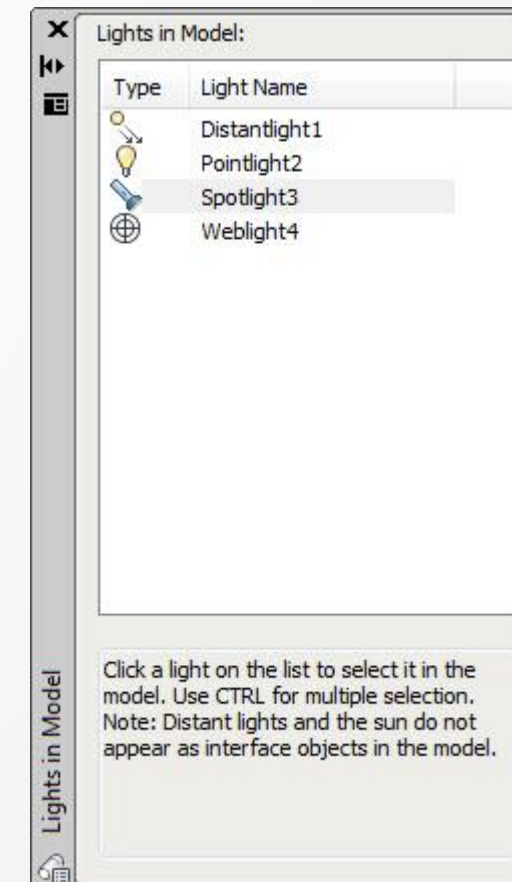 Lights in Model:
Type Light Name
Distantlight1
Pointlight2
Spotlight3
Weblight4
Click a light on the list to select it in the
model. Use CTRL for multiple selection.
Note: Distant lights and the sun do not
appear as interface objects in the model.
Lights in Model